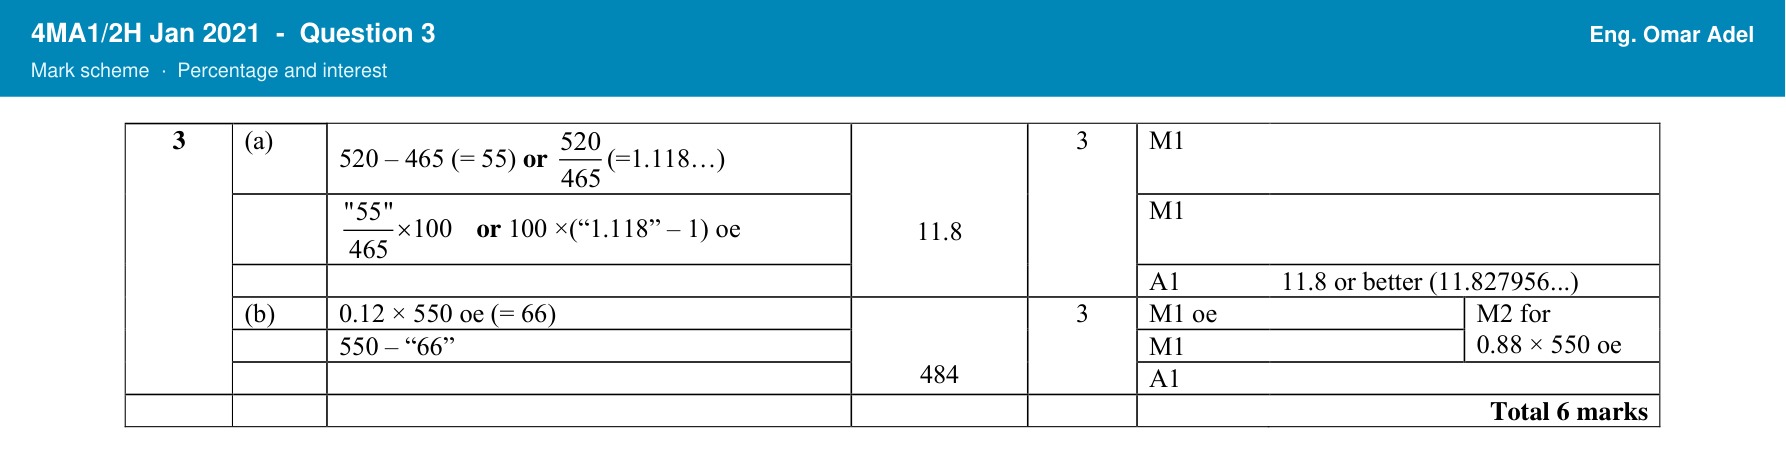 4MA1/2H Jan 2021 - Question 3
Eng. Omar Adel
Mark scheme · Percentage and interest
3 (a) 520 – 465 (= 55) or 520/465 (=1.118…) 3 M1
"55"/465 ×100 or 100 ×(“1.118” – 1) oe 11.8 M1
A1 11.8 or better (11.827956...)
(b) 0.12 × 550 oe (= 66) 3 M1 oe M2 for
550 – “66” M1 0.88 × 550 oe
484 A1
Total 6 marks